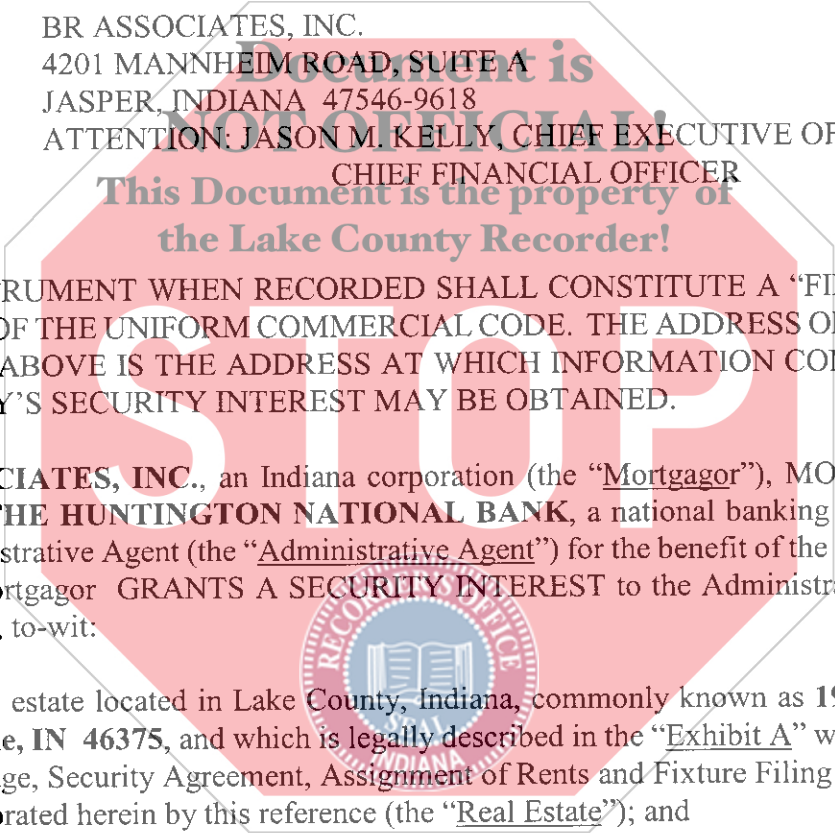 BR ASSOCIATES, INC.
Document is
4201 MANNHEIM ROAD, SUITE A
JASPER, INDIANA 47546-9618
NOT OFFICIAL!
ATTENTION: JASON M. KELLY, CHIEF EXECUTIVE OF
CHIEF FINANCIAL OFFICER
This Document is the property of
the Lake County Recorder!
RUMENT WHEN RECORDED SHALL CONSTITUTE A “FI
OF THE UNIFORM COMMERCIAL CODE. THE ADDRESS O
ABOVE IS THE ADDRESS AT WHICH INFORMATION CO
Y’S SECURITY INTEREST MAY BE OBTAINED.
STOP
CIATES, INC., an Indiana corporation (the “Mortgagor”), MO
THE HUNTINGTON NATIONAL BANK, a national banking
strative Agent (the “Administrative Agent”) for the benefit of the
ortgagor GRANTS A SECURITY INTEREST to the Administra
, to-wit:
RECORDER'S OFFICE
SEAL
INDIANA
estate located in Lake County, Indiana, commonly known as 19
e, IN 46375, and which is legally described in the “Exhibit A” w
ge, Security Agreement, Assignment of Rents and Fixture Filing
rated herein by this reference (the “Real Estate”); and